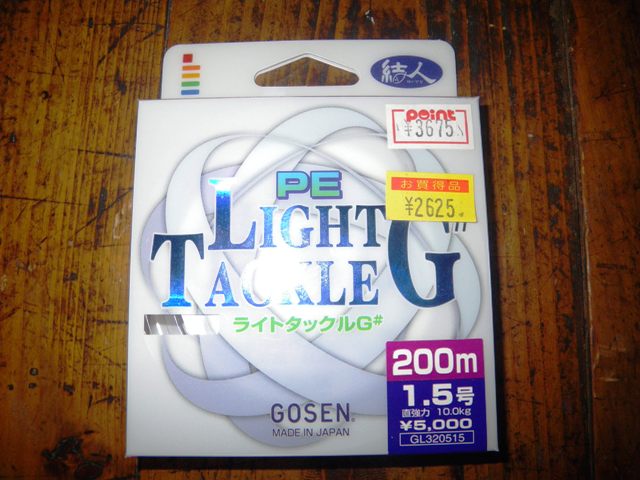 結人
Point
¥3675
お買得品
¥2625
PE
LIGHT
TACKLE G#
ライトタックルG#
200m
1.5号
直強力 10.0kg
¥5,000
GL320515
GOSEN
MADE IN JAPAN